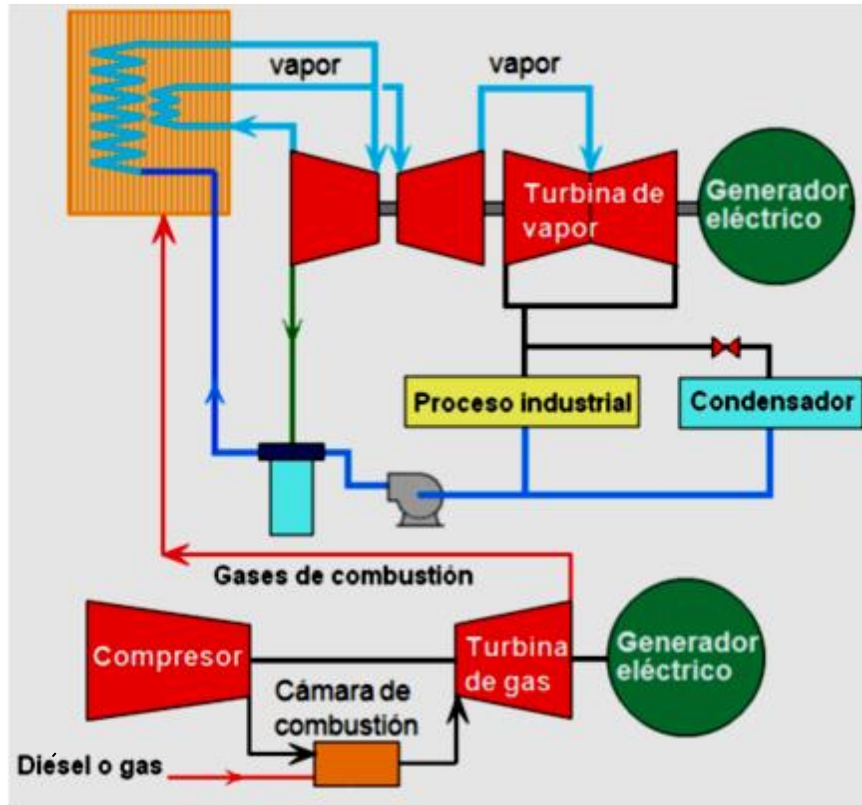 vapor
vapor
Turbina de
vapor
Generador
eléctrico
Proceso industrial
Condensador
Gases de combustión
Compresor
Turbina
de gas
Generador
eléctrico
Cámara de
combustión
Diésel o gas